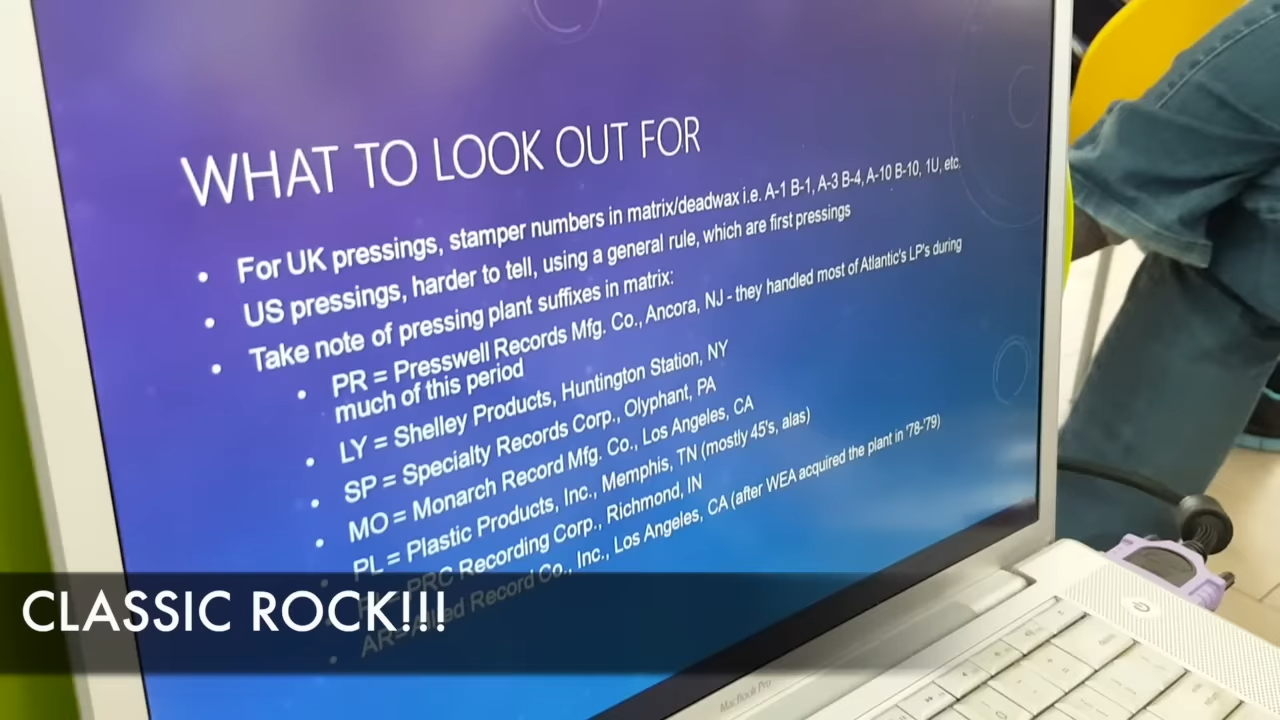 WHAT TO LOOK OUT FOR
• For UK pressings, stamper numbers in matrix/deadwax i.e. A-1 B-1, A-3 B-4, A-10 B-10, 1U, etc.
• US pressings, harder to tell, using a general rule, which are first pressings
• Take note of pressing plant suffixes in matrix:
• PR = Presswell Records Mfg. Co., Ancora, NJ - they handled most of Atlantic's LP's during
much of this period
• LY = Shelley Products, Huntington Station, NY
• SP = Specialty Records Corp., Olyphant, PA
• MO = Monarch Record Mfg. Co., Los Angeles, CA
• PL = Plastic Products, Inc., Memphis, TN (mostly 45's, alas)
PRC Recording Corp., Richmond, IN
• AR = Allied Record Co., Inc., Los Angeles, CA (after WEA acquired the plant in '78-'79)
CLASSIC ROCK!!!
MacBook Pro